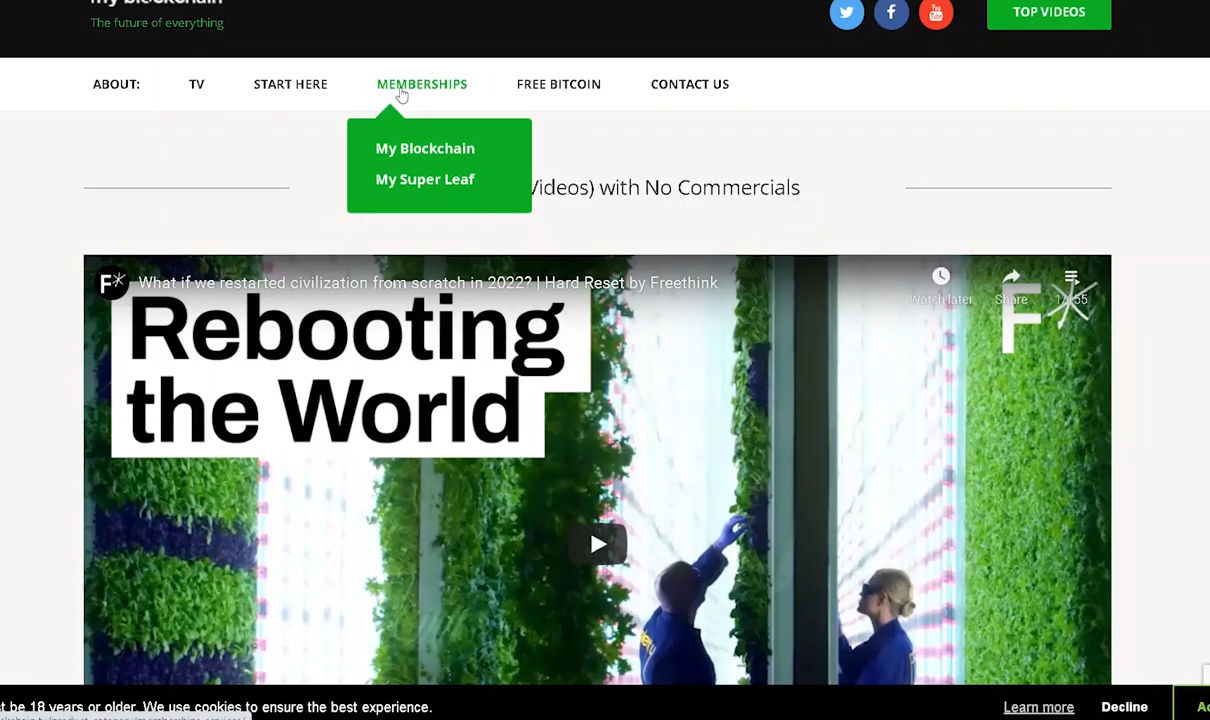 my blockchain
The future of everything
TOP VIDEOS
ABOUT:
TV
START HERE
MEMBERSHIPS
FREE BITCOIN
CONTACT US
My Blockchain
My Super Leaf
Videos) with No Commercials
F
What if we restarted civilization from scratch in 2022? | Hard Reset by Freethink
Watch later
Share
Rebooting
the World
be 18 years or older. We use cookies to ensure the best experience.
Learn more
Decline